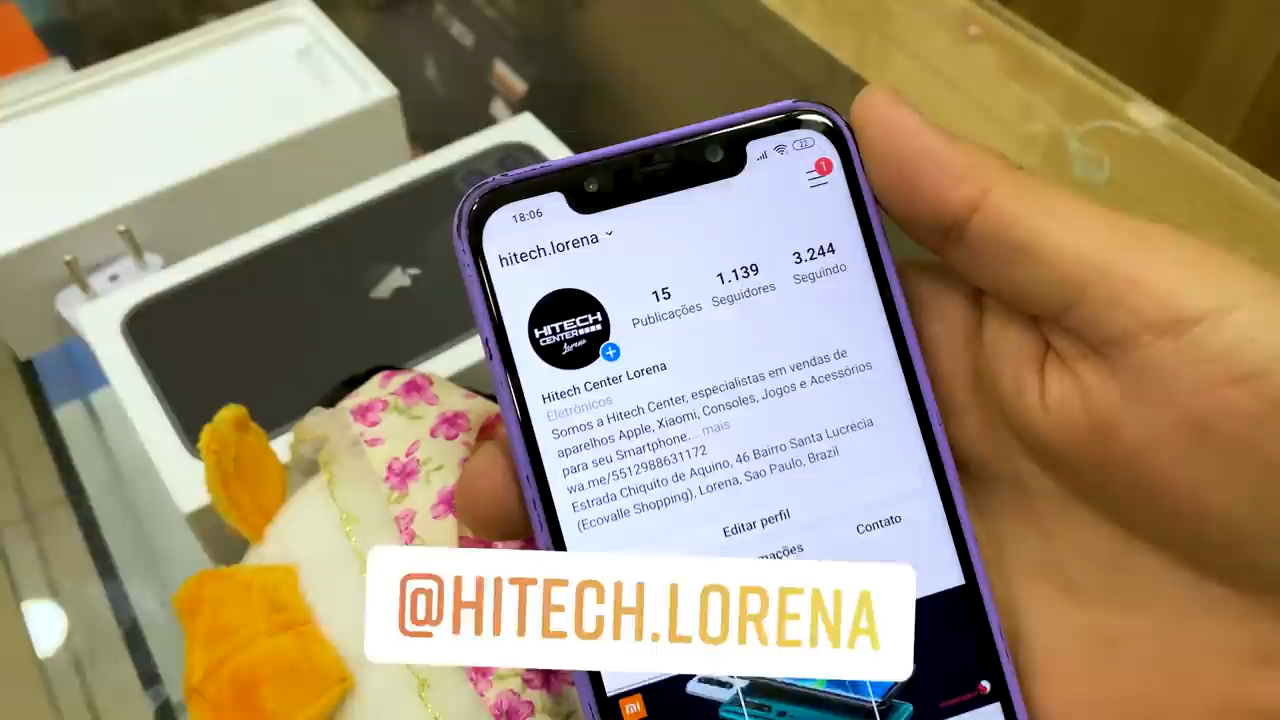 18:06
22
1
hitech.lorena
15
1.139
3.244
Publicações
Seguidores
Seguindo
HITECH
CENTER
Lorena
Hitech Center Lorena
Eletrônicos
Somos a Hitech Center, especialistas em vendas de
aparelhos Apple, Xiaomi, Consoles, Jogos e Acessórios
para seu Smartphone... mais
wa.me/5512988631172
Estrada Chiquito de Aquino, 46 Bairro Santa Lucrecia
(Ecovalle Shopping), Lorena, Sao Paulo, Brazil
Editar perfil
Contato
@HITECH.LORENA
mi